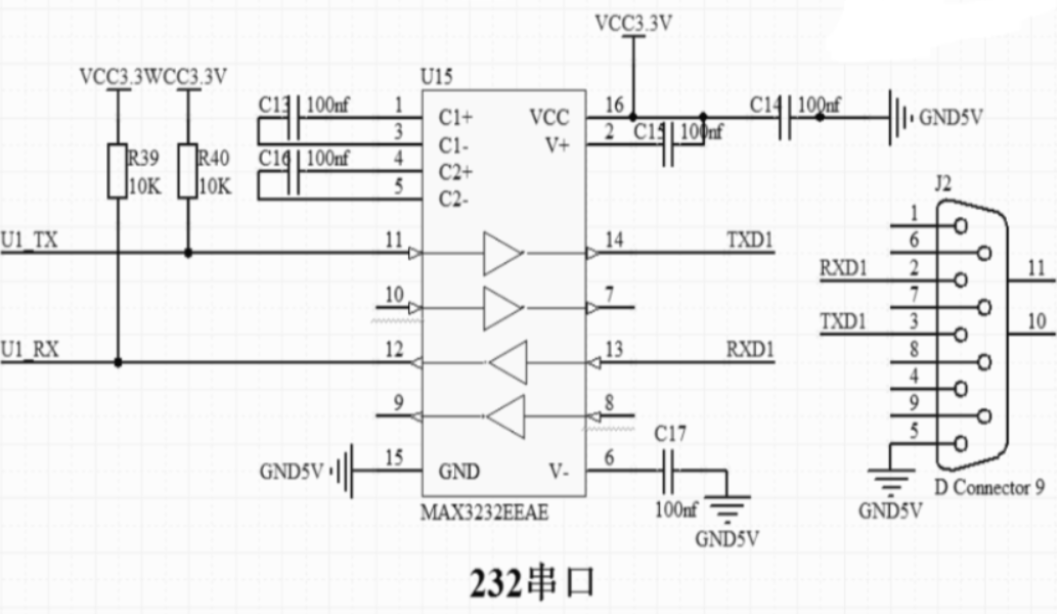 VCC3.3V
VCC3.3WCC3.3V
U15
C13 100nf 1 C1+ VCC 16 C14 100nf GND5V
3 C1- V+ 2 C15 100nf
C16 100nf 4 C2+
5 C2-
R39 R40
10K 10K
J2
1
6
U1_TX 11 14 TXD1
RXD1 2 11
10 7
7
TXD1 3 10
U1_RX 12 13 RXD1
8
4
9 8
9
5
C17
GND5V 15 GND V- 6
100nf
GND5V
D Connector 9
GND5V
MAX3232EEAE
232串口